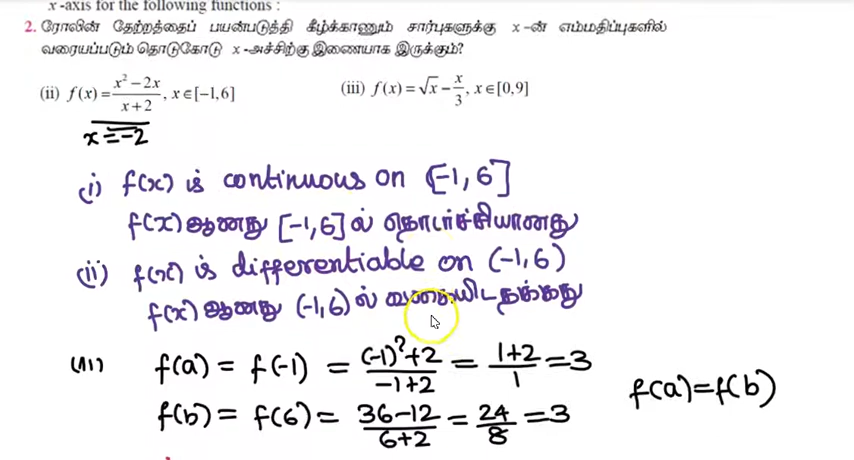 x-axis for the following functions :
2. ரோலின் தேற்றத்தைப் பயன்படுத்தி கீழ்க்காணும் சார்புகளுக்கு x-ன் எம்மதிப்புகளில்
வரையப்படும் தொடுகோடு x-அச்சிற்கு இணையாக இருக்கும்?
(ii) f(x) = (x² − 2x)/(x + 2), x ∈ [−1, 6] (iii) f(x) = √x − x/3, x ∈ [0, 9]
x = −2
(i) f(x) is continuous on [−1, 6]
f(x) ஆனது [−1, 6] ல் தொடர்ச்சியானது
(ii) f(x) is differentiable on (−1, 6)
f(x) ஆனது (−1, 6) ல் வகையிடதக்கது
(iii) f(a) = f(−1) = ((−1)² + 2)/(−1 + 2) = (1 + 2)/1 = 3
f(b) = f(6) = (36 − 12)/(6 + 2) = 24/8 = 3 f(a) = f(b)